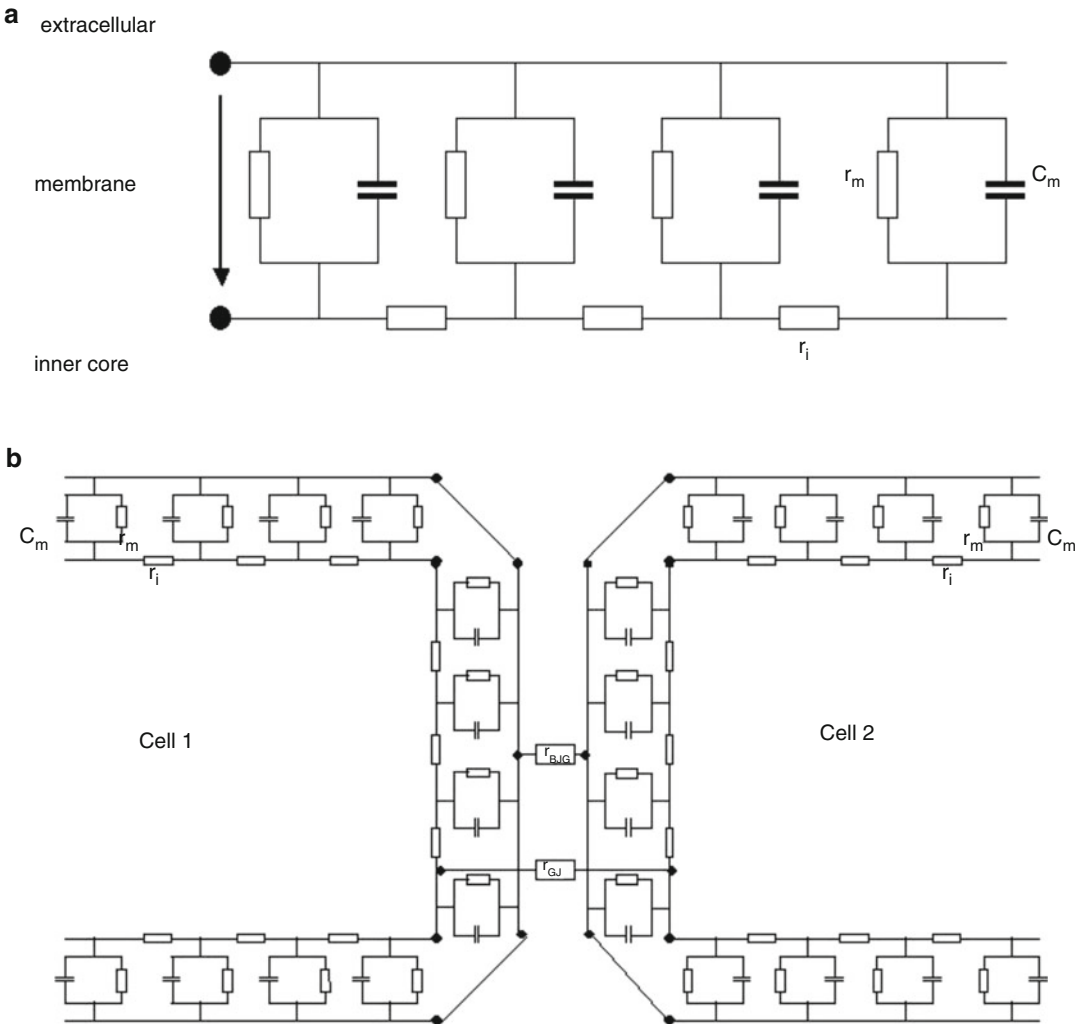 a
extracellular
membrane
r_m
C_m
r_i
inner core
b
C_m
r_m
r_i
r_m
C_m
r_i
Cell 1
Cell 2
r_BJG
r_GJ